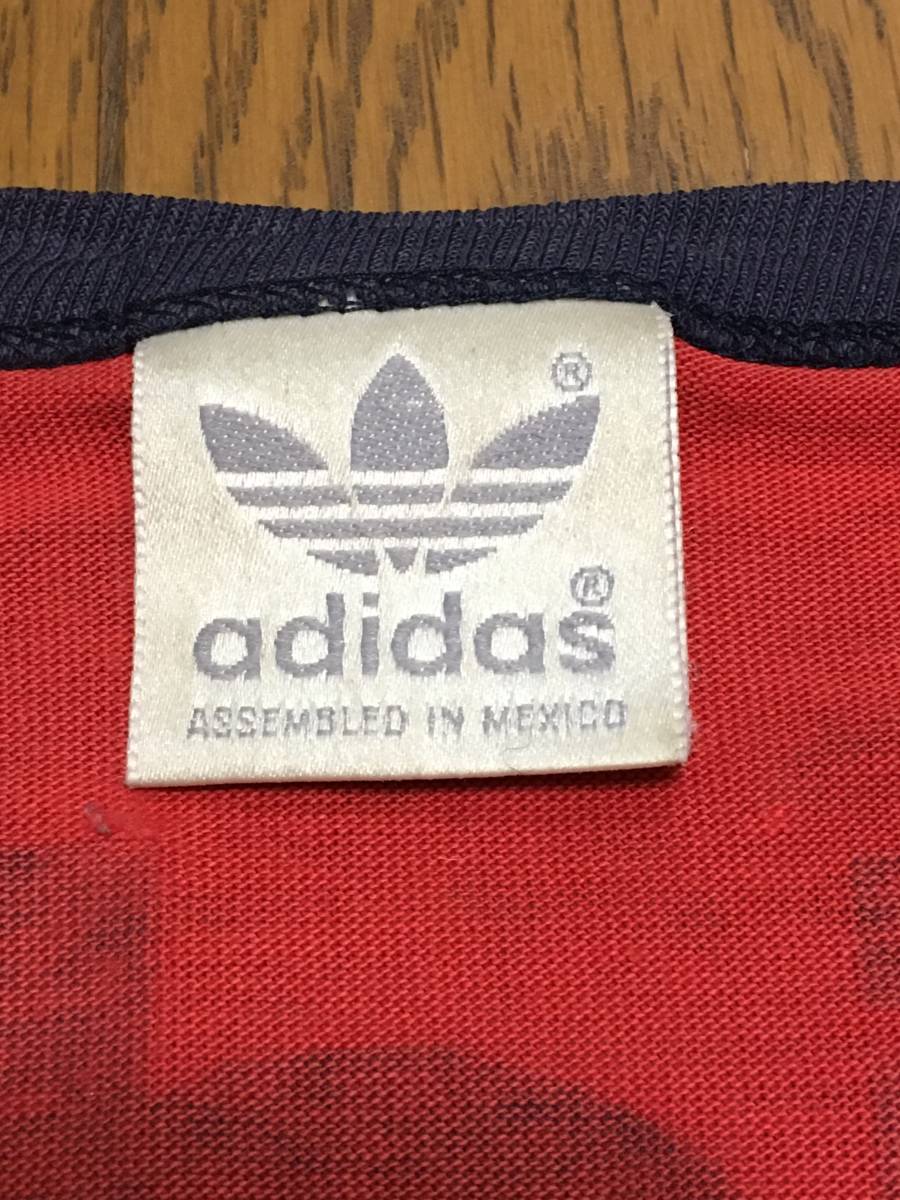 ®
adidas®
ASSEMBLED IN MEXICO